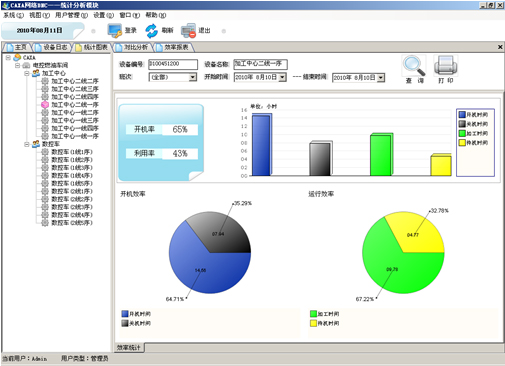 CAXA网络DNC——统计分析模块
系统(S) 视图(V) 用户管理(U) 设置(O) 窗口(W) 帮助(H)
2010年08月11日 登录 刷新 退出
主页 设备日志 统计图表 对比分析 效率报表
CAXA
电控燃油车间
加工中心
加工中心二线二序
加工中心二线三序
加工中心二线四序
加工中心二线一序
加工中心一线二序
加工中心一线三序
加工中心一线四序
加工中心一线一序
数控车
数控车(1线1序)
数控车(1线2序)
数控车(1线3序)
数控车(1线4序)
数控车(1线5序)
数控车(2线1序)
数控车(2线2序)
数控车(2线3序)
数控车(2线4序)
数控车(2线5序)
设备编号: 0100451200 设备名称: 加工中心二线一序
班次: (全部) 开始时间: 2010年 8月10日 ---结束时间: 2010年 8月10日
查 询 打 印
开机率 65%
利用率 43%
单位: 小时
16
14
12
10
08
06
04
02
00
开机时间
关机时间
加工时间
待机时间
开机效率
35.29%
64.71%
开机时间
关机时间
运行效率
32.78%
67.22%
加工时间
待机时间
效率统计
当前用户: Admin 用户类型: 管理员